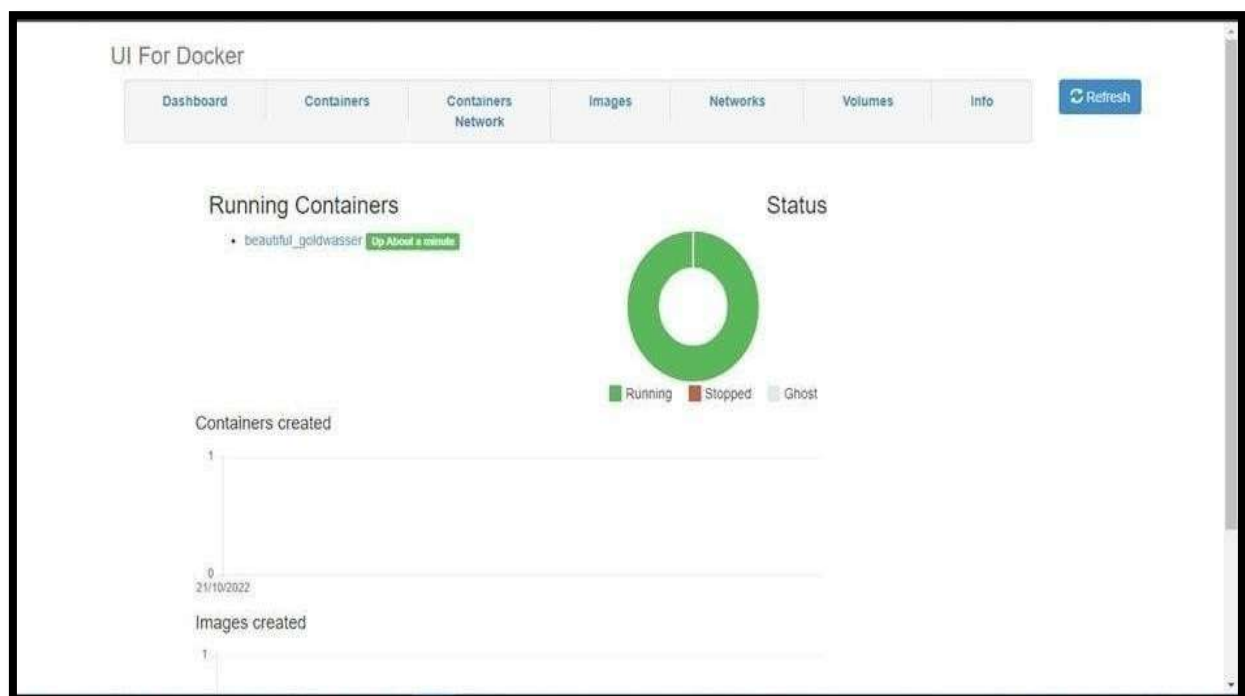 UI For Docker
Dashboard
Containers
Containers
Network
Images
Networks
Volumes
Info
Refresh
Running Containers
beautiful_goldwasser Up About a minute
Status
Running
Stopped
Ghost
Containers created
1
0
21/10/2022
Images created
1